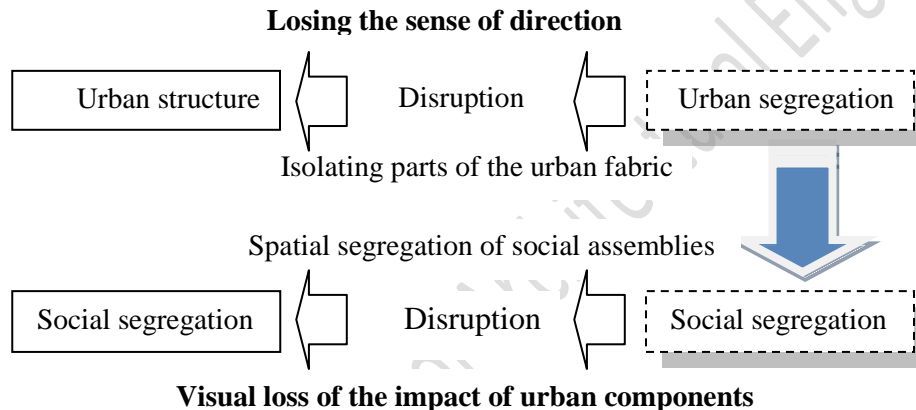 Losing the sense of direction
Urban structure
Disruption
Urban segregation
Isolating parts of the urban fabric
Spatial segregation of social assemblies
Social segregation
Disruption
Social segregation
Visual loss of the impact of urban components